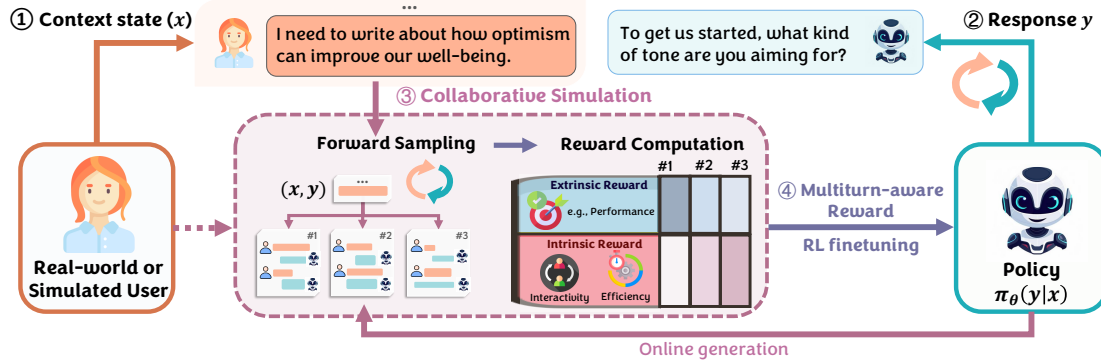 ① Context state (x)
...
I need to write about how optimism
can improve our well-being.
To get us started, what kind
of tone are you aiming for?
② Response y
③ Collaborative Simulation
Forward Sampling
Reward Computation
#1 #2 #3
(x, y)
...
Extrinsic Reward
e.g., Performance
④ Multiturn-aware
Reward
RL finetuning
#1
#2
#3
Intrinsic Reward
Interactivity
Efficiency
Real-world or
Simulated User
Policy
π_θ(y|x)
Online generation